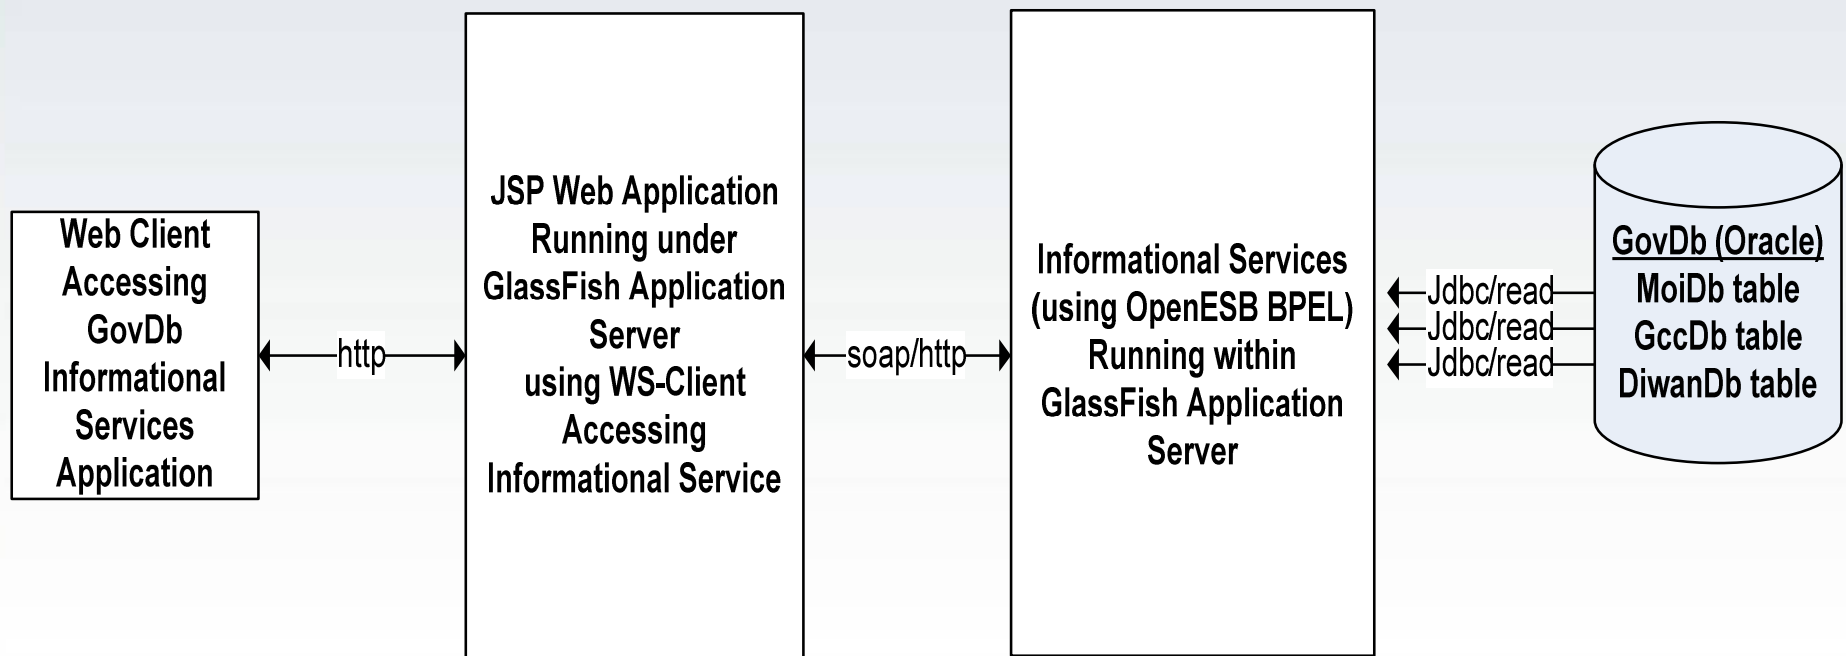 Web Client
Accessing
GovDb
Informational
Services
Application
http
JSP Web Application
Running under
GlassFish Application
Server
using WS-Client
Accessing
Informational Service
soap/http
Informational Services
(using OpenESB BPEL)
Running within
GlassFish Application
Server
Jdbc/read
Jdbc/read
Jdbc/read
GovDb (Oracle)
MoiDb table
GccDb table
DiwanDb table